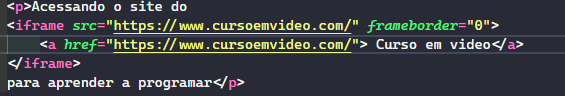 <p>Acessando o site do
<iframe src="https://www.cursoemvideo.com/" frameborder="0">
<a href="https://www.cursoemvideo.com/"> Curso em video</a>
</iframe>
para aprender a programar</p>